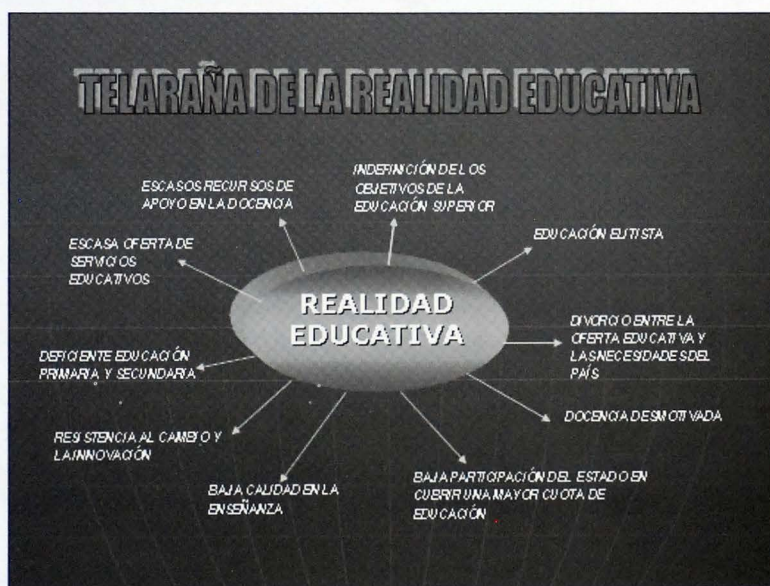 TELARAÑA DE LA REALIDAD EDUCATIVA
INDEFINICIÓN DE LOS
OBJETIVOS DE LA
EDUCACIÓN SUPERIOR
ESCASOS RECURSOS DE
APOYO EN LA DOCENCIA
EDUCACIÓN ELITISTA
ESCASA OFERTA DE
SERVICIOS
EDUCATIVOS
REALIDAD
EDUCATIVA
DIVORCIO ENTRE LA
OFERTA EDUCATIVA Y
LAS NECESIDADES DEL
PAÍS
DEFICIENTE EDUCACIÓN
PRIMARIA Y SECUNDARIA
DOCENCIA DESMOTIVADA
RESISTENCIA AL CAMBIO Y
LA INNOVACIÓN
BAJA PARTICIPACIÓN DEL ESTADO EN
CUBRIR UNA MAYOR CUOTA DE
EDUCACIÓN
BAJA CALIDAD EN LA
ENSEÑANZA